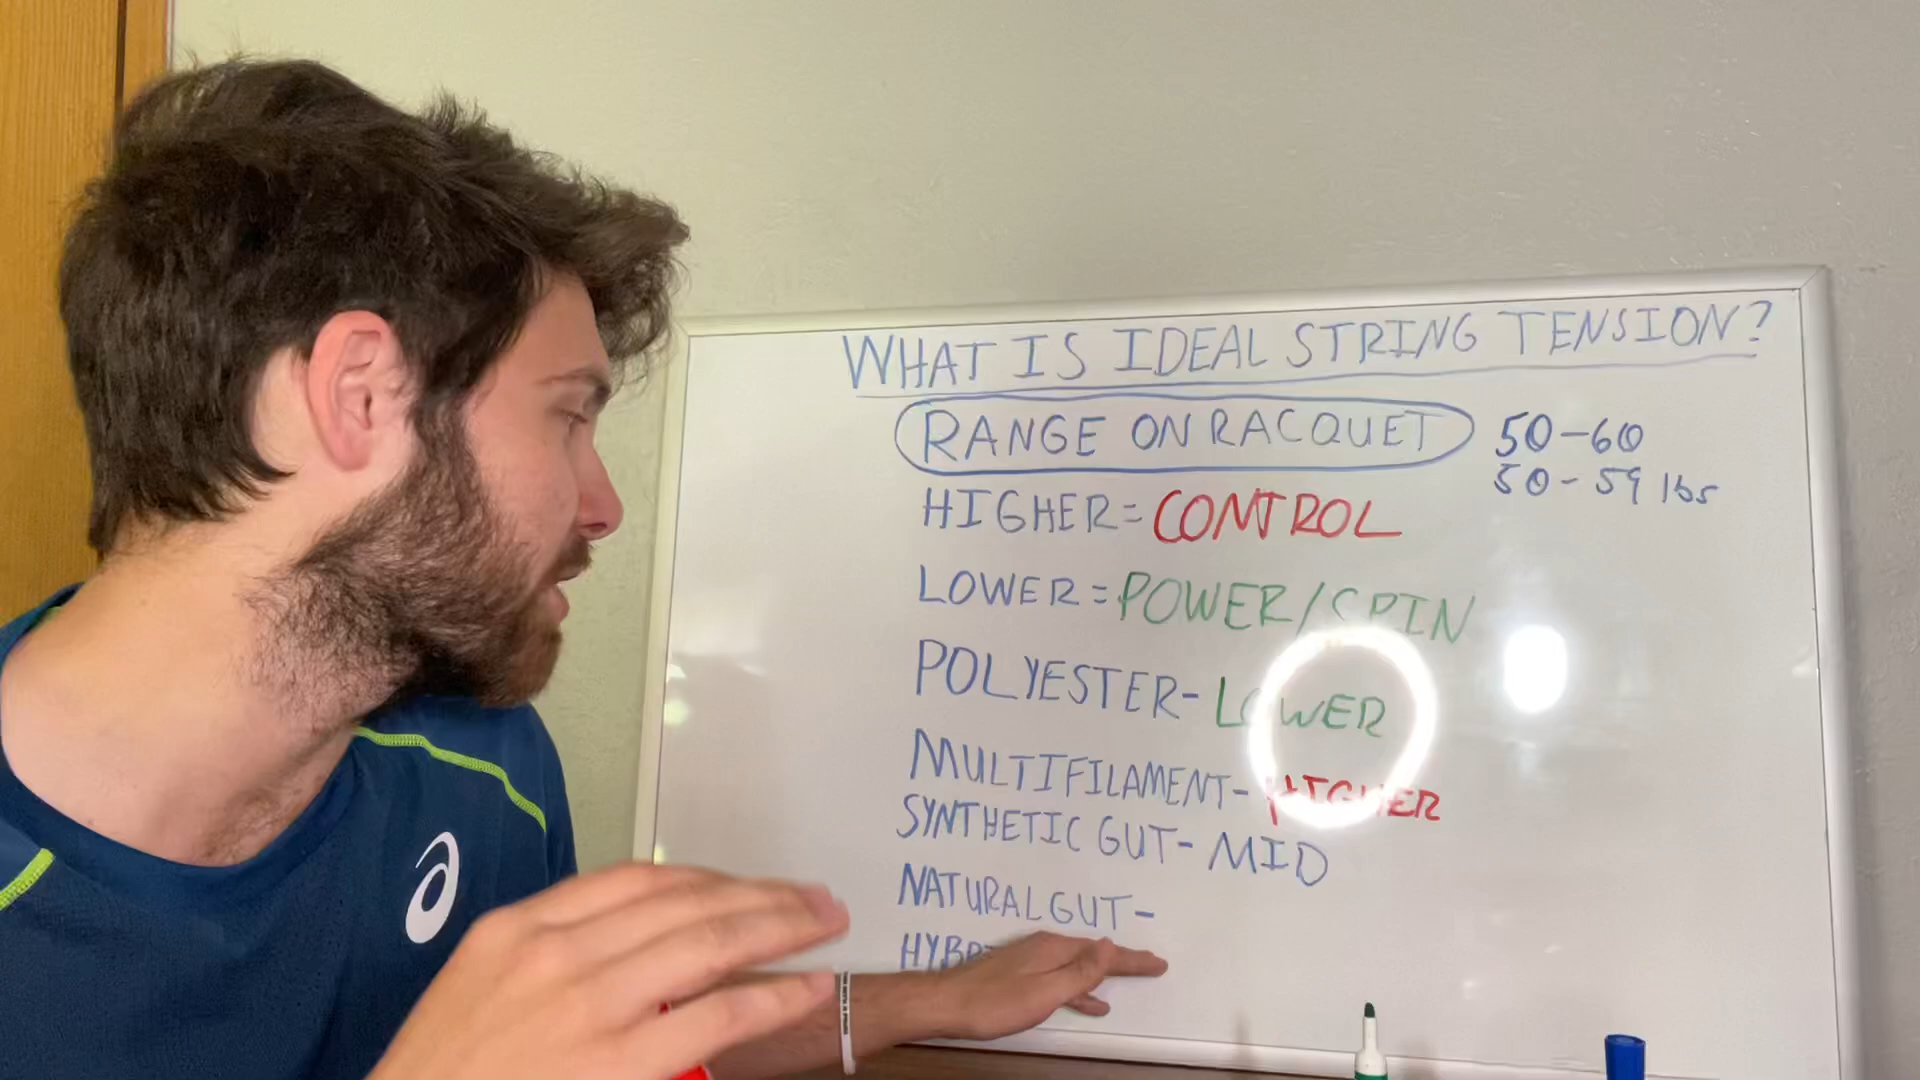 WHAT IS IDEAL STRING TENSION?
RANGE ON RACQUET 50-60
50-59 lbs
HIGHER=CONTROL
LOWER=POWER/SPIN
POLYESTER-LOWER
MULTIFILAMENT-HIGHER
SYNTHETIC GUT-MID
NATURAL GUT-